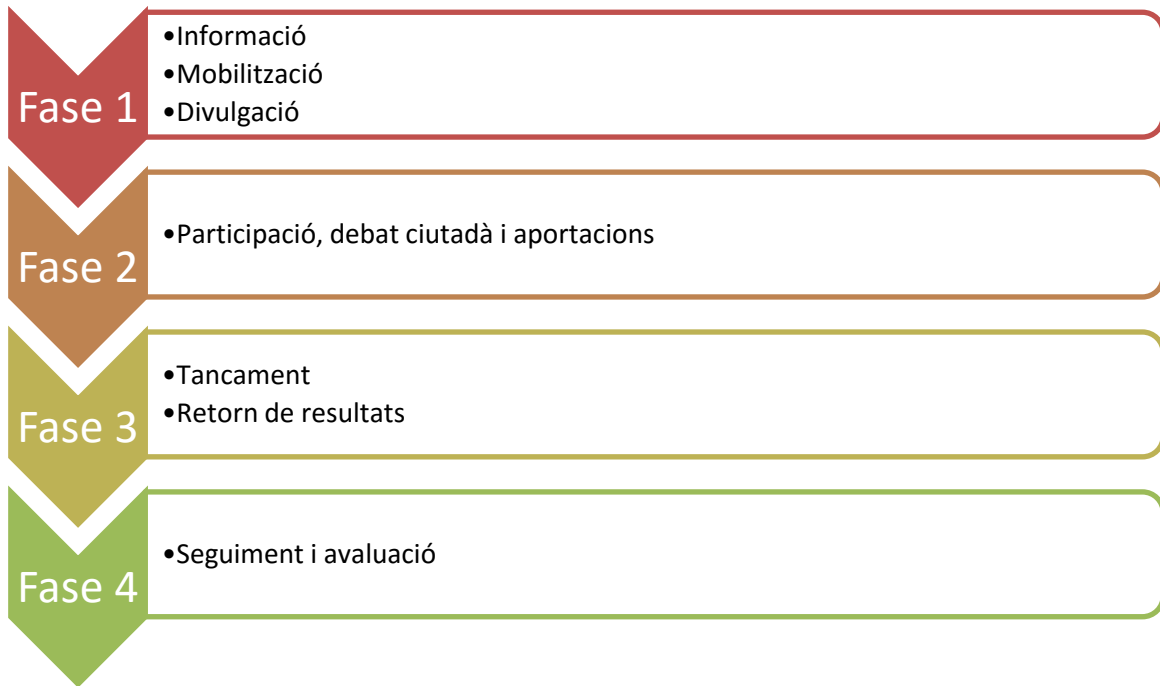 Fase 1
•Informació
•Mobilització
•Divulgació
Fase 2
•Participació, debat ciutadà i aportacions
Fase 3
•Tancament
•Retorn de resultats
Fase 4
•Seguiment i avaluació